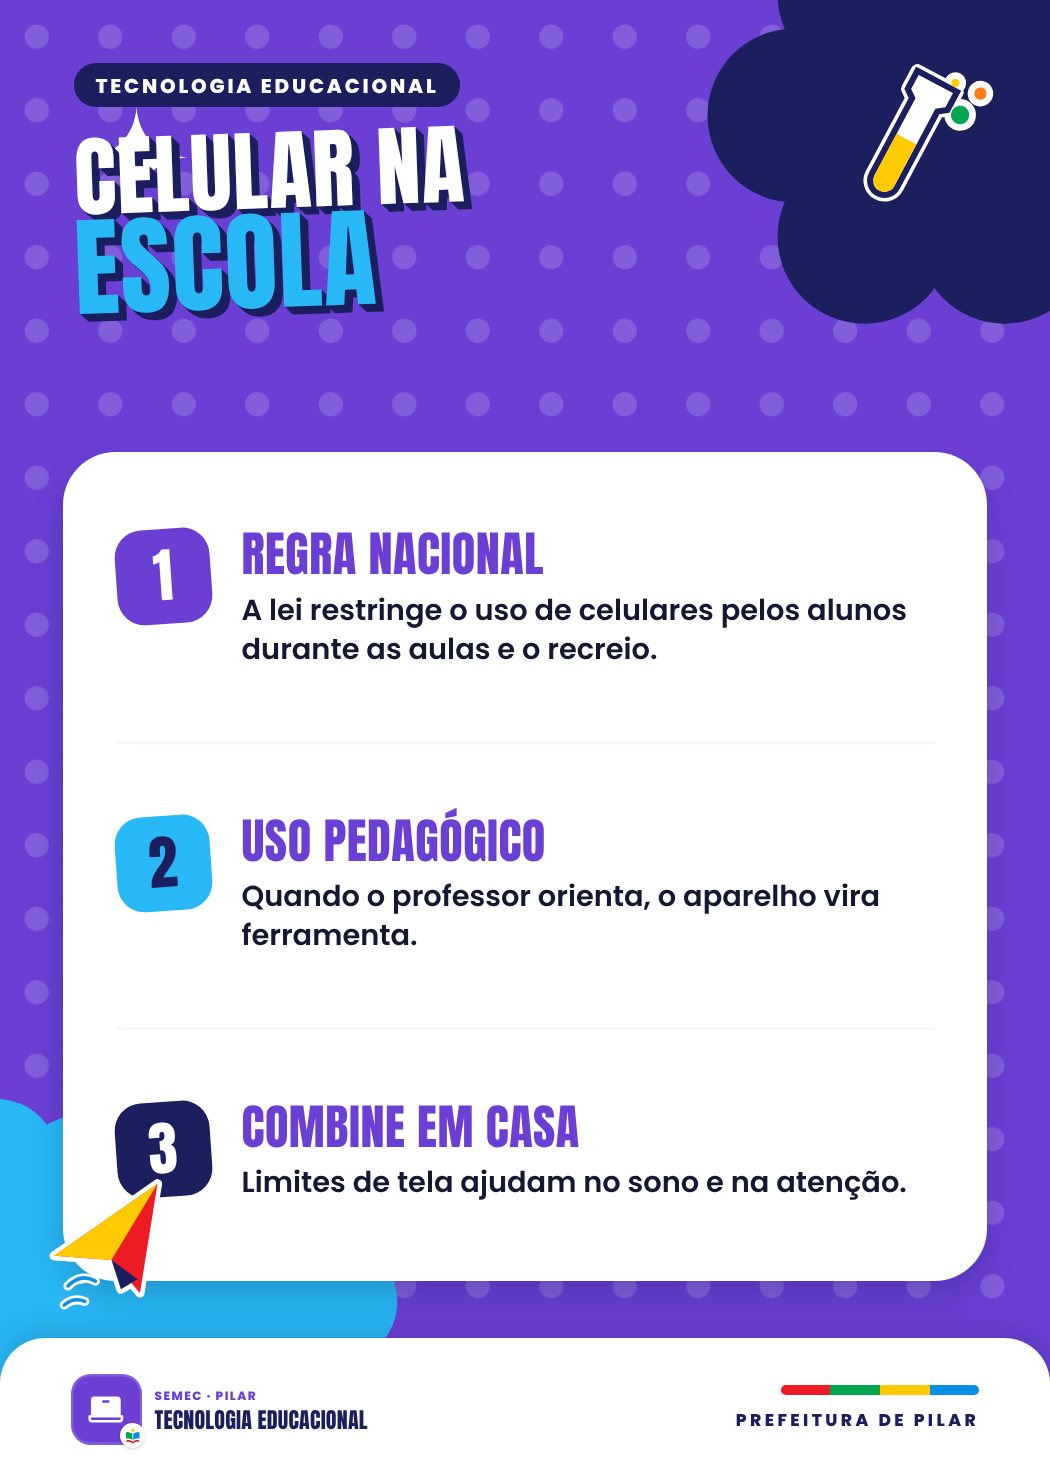 TECNOLOGIA EDUCACIONAL
CELULAR NA
ESCOLA
1
REGRA NACIONAL
A lei restringe o uso de celulares pelos alunos
durante as aulas e o recreio.
2
USO PEDAGÓGICO
Quando o professor orienta, o aparelho vira
ferramenta.
3
COMBINE EM CASA
Limites de tela ajudam no sono e na atenção.
SEMEC · PILAR
TECNOLOGIA EDUCACIONAL
PREFEITURA DE PILAR